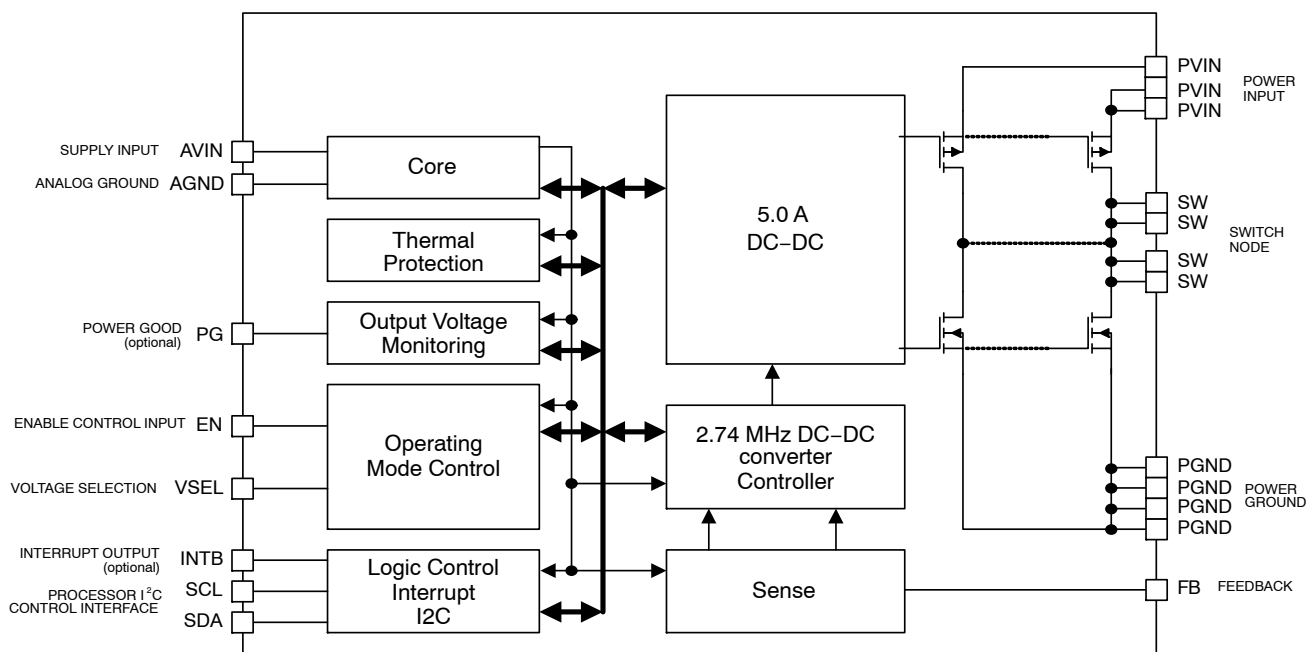 SUPPLY INPUT AVIN
ANALOG GROUND AGND
POWER GOOD
(optional)
PG
ENABLE CONTROL INPUT EN
VOLTAGE SELECTION VSEL
INTERRUPT OUTPUT
(optional)
INTB
PROCESSOR I²C
CONTROL INTERFACE
SCL
SDA
Core
Thermal
Protection
Output Voltage
Monitoring
Operating
Mode Control
Logic Control
Interrupt
I2C
5.0 A
DC−DC
2.74 MHz DC−DC
converter
Controller
Sense
PVIN
PVIN
PVIN
POWER
INPUT
SW
SW
SW
SW
SWITCH
NODE
PGND
PGND
PGND
PGND
POWER
GROUND
FB FEEDBACK